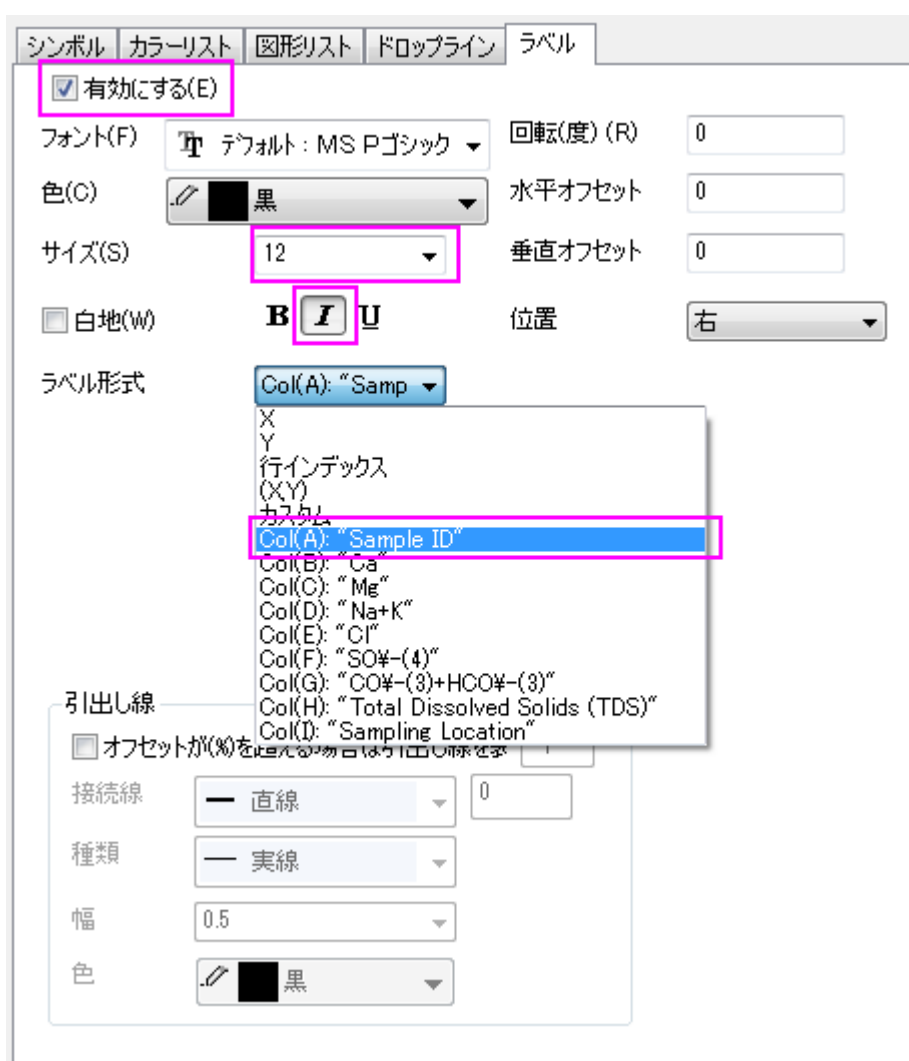 シンボル カラーリスト 図形リスト ドロップライン ラベル
有効にする(E)
フォント(F) デフォルト : MS Pゴシック 回転(度) (R) 0
色(C) 黒 水平オフセット 0
サイズ(S) 12 垂直オフセット 0
白地(W) B I U 位置 右
ラベル形式 Col(A): "Samp
X
Y
行インデックス
(X,Y)
カスタム
Col(A): "Sample ID"
Col(B): "Ca"
Col(C): "Mg"
Col(D): "Na+K"
Col(E): "Cl"
Col(F): "SO¥-(4)"
Col(G): "CO¥-(3)+HCO¥-(3)"
Col(H): "Total Dissolved Solids (TDS)"
Col(I): "Sampling Location"
引出し線
オフセットが(%)を超える場合は引出し線を
接続線 直線 0
種類 実線
幅 0.5
色 黒